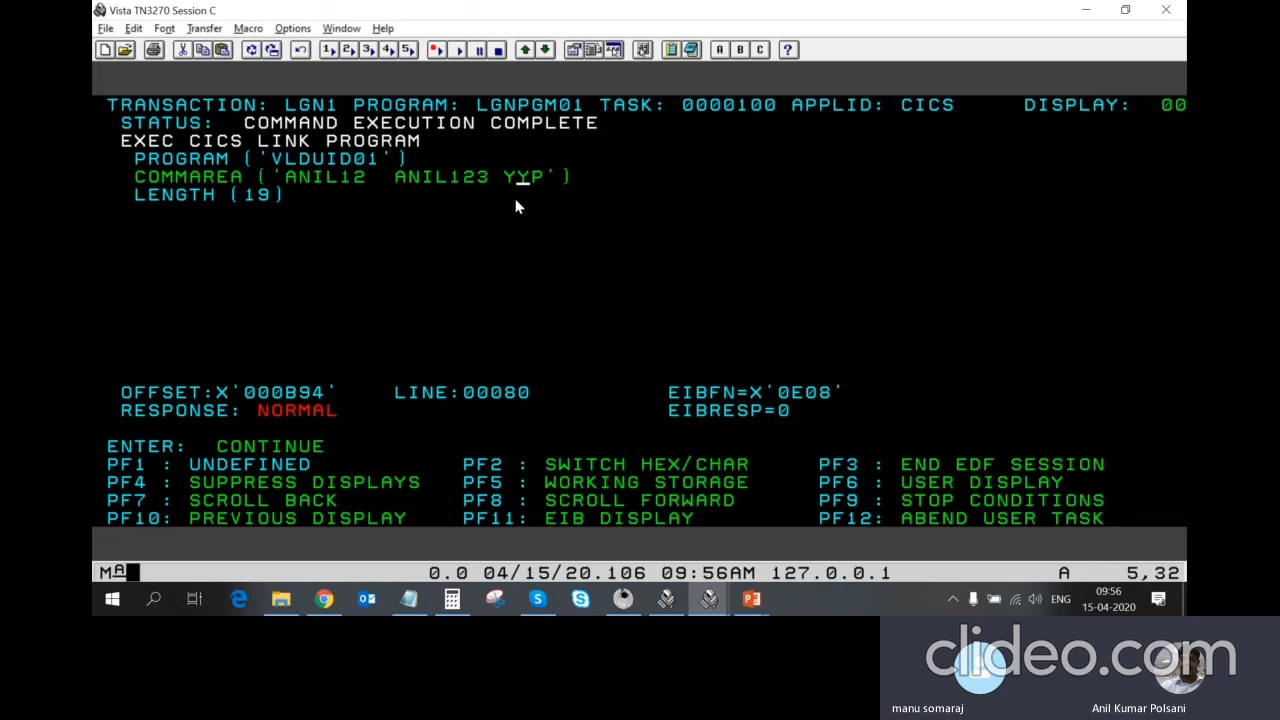 Vista TN3270 Session C
File Edit Font Transfer Macro Options Window Help
1 2 3 4 5 A B C ?
TRANSACTION: LGN1 PROGRAM: LGNPGM01 TASK: 0000100 APPLID: CICS DISPLAY: 00
STATUS: COMMAND EXECUTION COMPLETE
EXEC CICS LINK PROGRAM
PROGRAM ('VLDUID01')
COMMAREA ('ANIL12  ANIL123 YYP')
LENGTH (19)
OFFSET:X'000B94' LINE:00080 EIBFN=X'0E08'
RESPONSE: NORMAL EIBRESP=0
ENTER: CONTINUE
PF1 : UNDEFINED PF2 : SWITCH HEX/CHAR PF3 : END EDF SESSION
PF4 : SUPPRESS DISPLAYS PF5 : WORKING STORAGE PF6 : USER DISPLAY
PF7 : SCROLL BACK PF8 : SCROLL FORWARD PF9 : STOP CONDITIONS
PF10: PREVIOUS DISPLAY PF11: EIB DISPLAY PF12: ABEND USER TASK
MA 0.0 04/15/20.106 09:56AM 127.0.0.1 A 5,32
ENG 09:56
15-04-2020
clideo.com
manu somaraj Anil Kumar Polsani